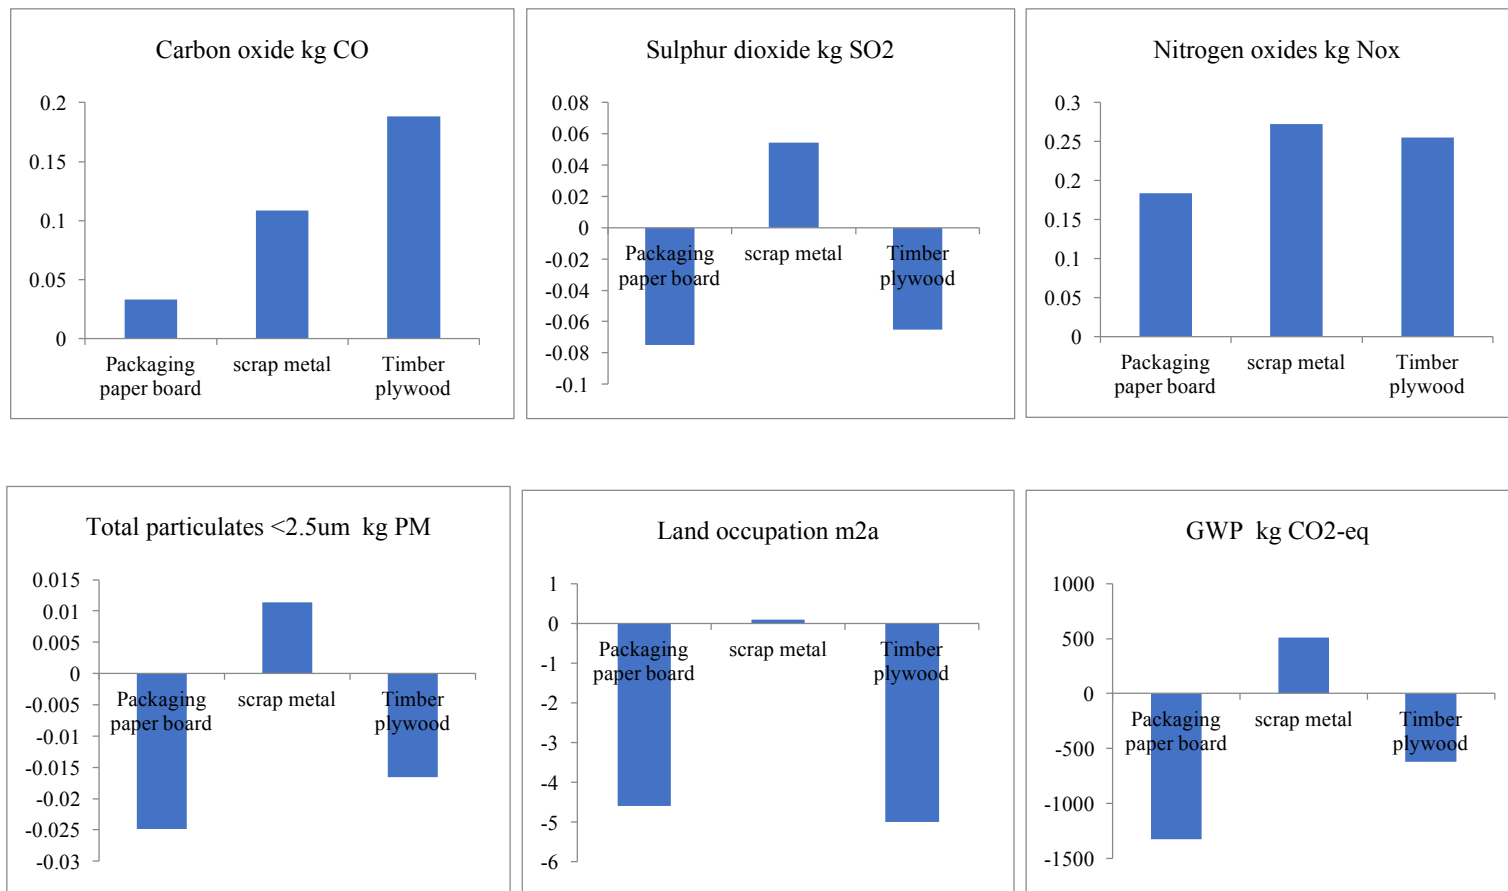 Carbon oxide kg CO
0.2
0.15
0.1
0.05
0
Packaging
paper board
scrap metal
Timber
plywood
Sulphur dioxide kg SO2
0.08
0.06
0.04
0.02
0
-0.02
-0.04
-0.06
-0.08
-0.1
Packaging
paper board
scrap metal
Timber
plywood
Nitrogen oxides kg Nox
0.3
0.25
0.2
0.15
0.1
0.05
0
Packaging
paper board
scrap metal
Timber
plywood
Total particulates <2.5um kg PM
0.015
0.01
0.005
0
-0.005
-0.01
-0.015
-0.02
-0.025
-0.03
Packaging
paper board
scrap metal
Timber
plywood
Land occupation m2a
1
0
-1
-2
-3
-4
-5
-6
Packaging
paper board
scrap metal
Timber
plywood
GWP kg CO2-eq
1000
500
0
-500
-1000
-1500
Packaging
paper board
scrap metal
Timber
plywood